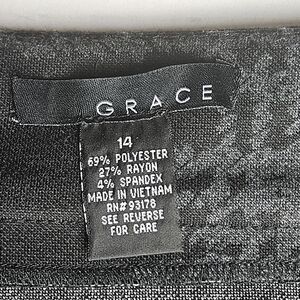 GRACE
14
69% POLYESTER
27% RAYON
4% SPANDEX
MADE IN VIETNAM
RN# 93178
SEE REVERSE
FOR CARE